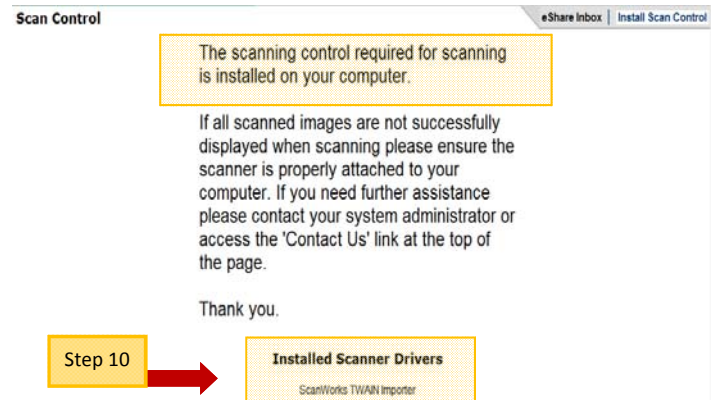 Scan Control
eShare Inbox | Install Scan Control
The scanning control required for scanning
is installed on your computer.
If all scanned images are not successfully
displayed when scanning please ensure the
scanner is properly attached to your
computer. If you need further assistance
please contact your system administrator or
access the 'Contact Us' link at the top of
the page.
Thank you.
Step 10
Installed Scanner Drivers
ScanWorks TWAIN Importer